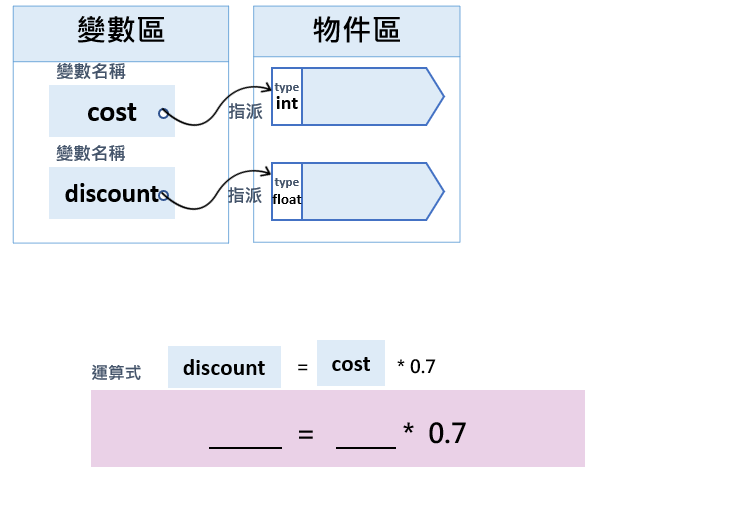 變數區
物件區
變數名稱
cost
指派
type
int
變數名稱
discount
指派
type
float
運算式 discount = cost * 0.7
_____ = ____ * 0.7